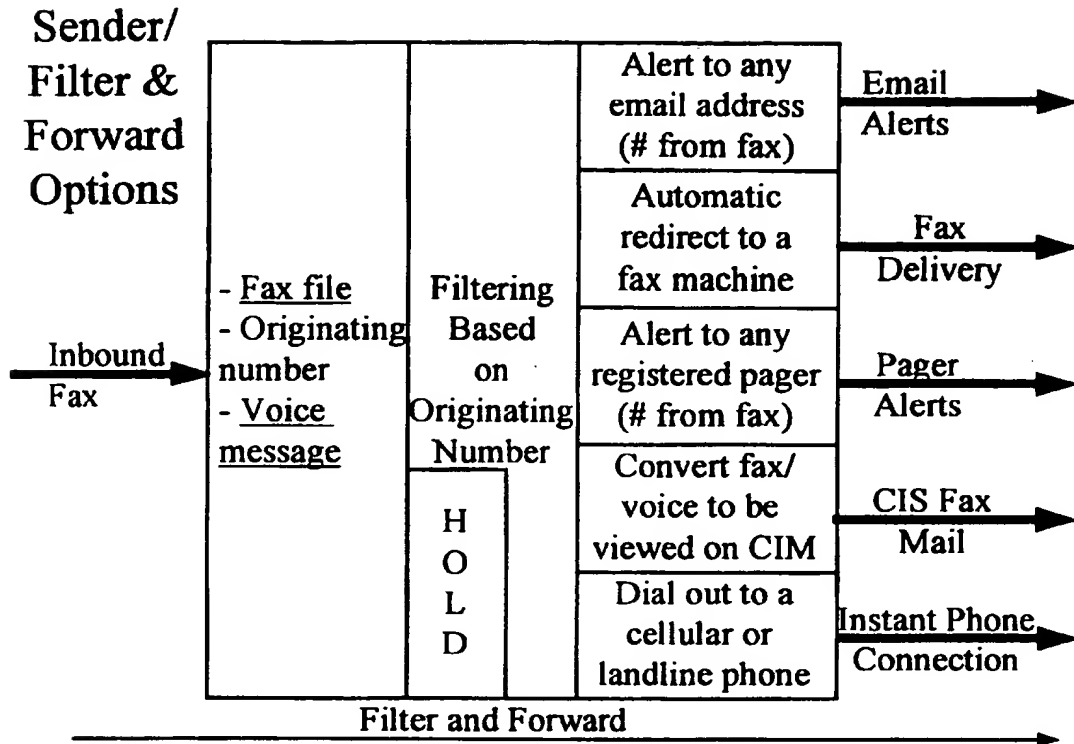 Sender/
Filter &
Forward
Options
Inbound
Fax
- Fax file
- Originating
number
- Voice
message
Filtering
Based
on
Originating
Number
H
O
L
D
Alert to any
email address
(# from fax)
Automatic
redirect to a
fax machine
Alert to any
registered pager
(# from fax)
Convert fax/
voice to be
viewed on CIM
Dial out to a
cellular or
landline phone
Email
Alerts
Fax
Delivery
Pager
Alerts
CIS Fax
Mail
Instant Phone
Connection
Filter and Forward